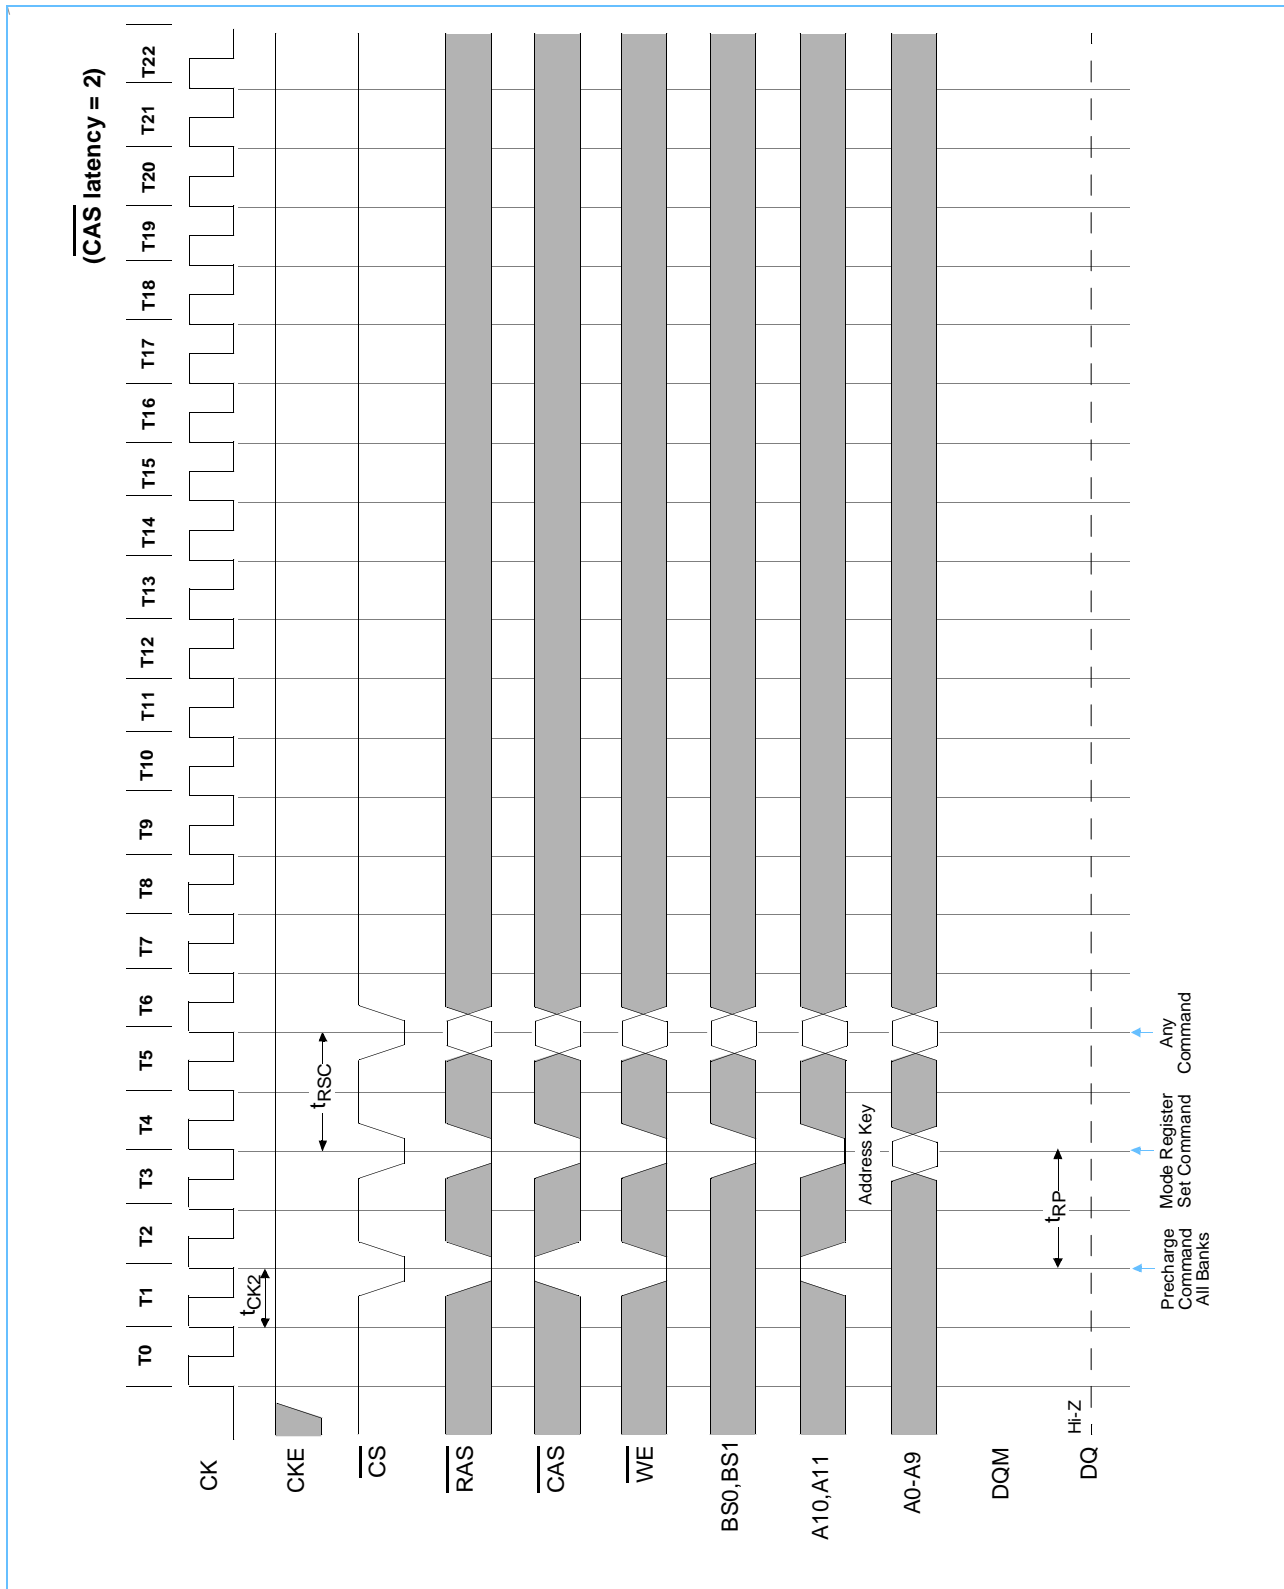 (CAS latency = 2)
T0 T1 T2 T3 T4 T5 T6 T7 T8 T9 T10 T11 T12 T13 T14 T15 T16 T17 T18 T19 T20 T21 T22
CK
tCK2
CKE
tRSC
CS
RAS
CAS
WE
BS0,BS1
A10,A11
Address Key
A0-A9
DQM
tRP
Hi-Z
DQ
Precharge
Command
All Banks
Mode Register
Set Command
Any
Command